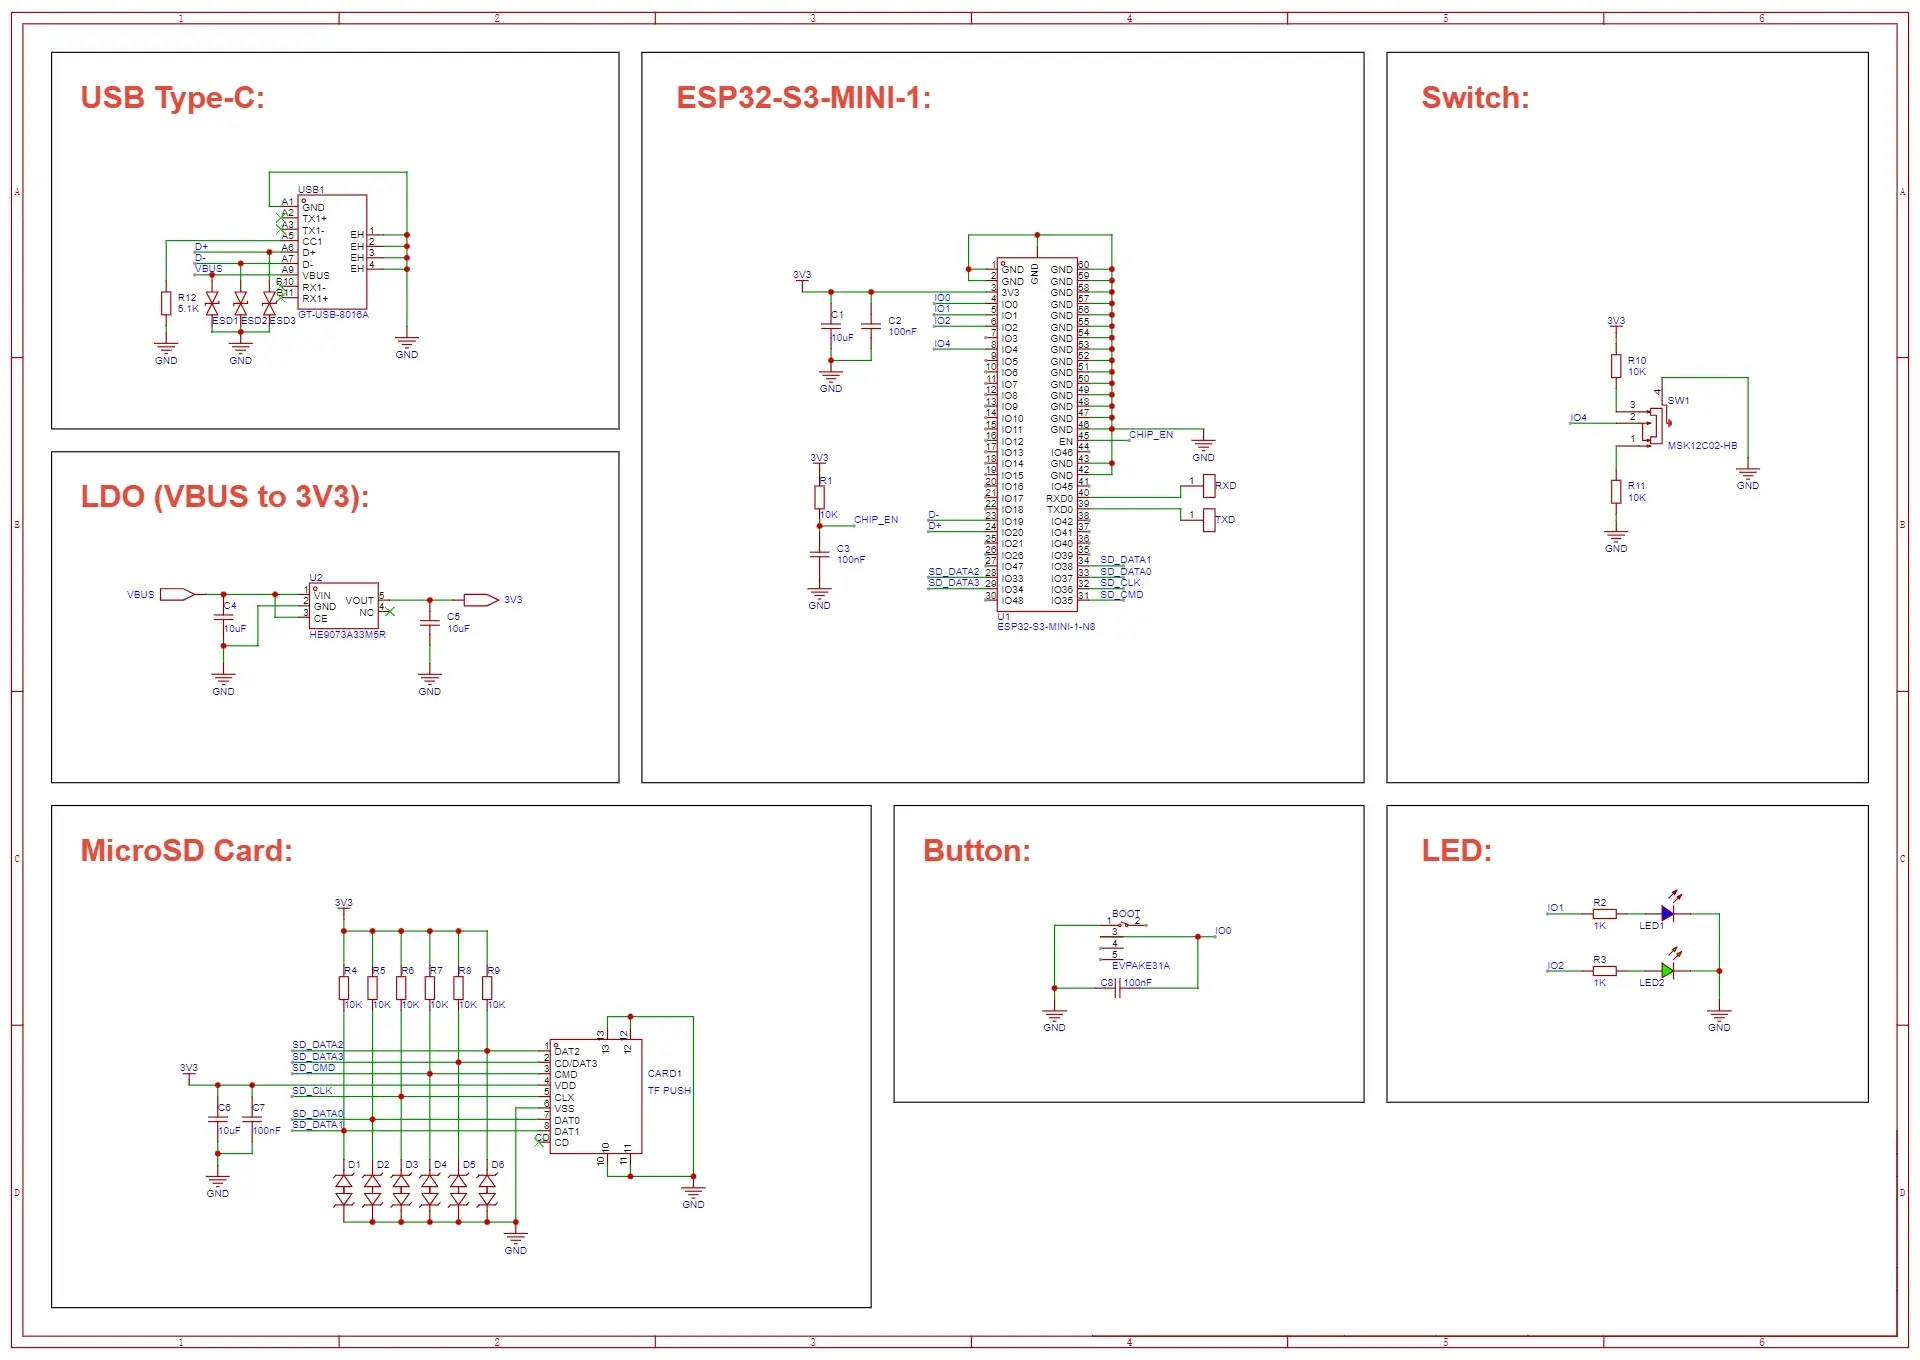 1 2 3 4 5 6
A A
B B
C C
D D
USB Type-C:
USB1
A1 GND
A2 TX1+
A3 TX1-
A5 CC1
A6 D+
A7 D-
A9 VBUS
B10 RX1-
B11 RX1+
EH 1
EH 2
EH 3
EH 4
GT-USB-8016A
D+
D-
VBUS
R12
5.1K
ESD1 ESD2 ESD3
GND
GND
GND
LDO (VBUS to 3V3):
VBUS
C4
10uF
U2
1 VIN
2 GND
3 CE
VOUT 5
NC 4
HE9073A33M5R
C5
10uF
3V3
GND
GND
ESP32-S3-MINI-1:
3V3
C1
10uF
C2
100nF
GND
3V3
R1
10K
CHIP_EN
C3
100nF
GND
IO0
IO1
IO2
IO4
D-
D+
SD_DATA2
SD_DATA3
GND
1 GND
2 GND
3 3V3
4 IO0
5 IO1
6 IO2
7 IO3
8 IO4
9 IO5
10 IO6
11 IO7
12 IO8
13 IO9
14 IO10
15 IO11
16 IO12
17 IO13
18 IO14
19 IO15
20 IO16
21 IO17
22 IO18
23 IO19
24 IO20
25 IO21
26 IO26
27 IO47
28 IO33
29 IO34
30 IO48
GND 60
GND 59
GND 58
GND 57
GND 56
GND 55
GND 54
GND 53
GND 52
GND 51
GND 50
GND 49
GND 48
GND 47
GND 46
EN 45
IO46 44
GND 43
GND 42
IO45 41
RXD0 40
TXD0 39
IO42 38
IO41 37
IO40 36
IO39 35
IO38 34
IO37 33
IO36 32
IO35 31
U1
ESP32-S3-MINI-1-N8
CHIP_EN
GND
1 RXD
1 TXD
SD_DATA1
SD_DATA0
SD_CLK
SD_CMD
Switch:
3V3
R10
10K
IO4
4
3
2
1
SW1
MSK12C02-HB
R11
10K
GND
GND
MicroSD Card:
3V3
R4 R5 R6 R7 R8 R9
10K 10K 10K 10K 10K 10K
SD_DATA2
SD_DATA3
SD_CMD
SD_CLK
SD_DATA0
SD_DATA1
3V3
C6
10uF
C7
100nF
GND
1 DAT2
2 CD/DAT3
3 CMD
4 VDD
5 CLX
6 VSS
7 DAT0
8 DAT1
CD CD
13 12
13 12
10 11
10 11
CARD1
TF PUSH
D1 D2 D3 D4 D5 D6
GND
GND
Button:
BOOT
1 2
3
4
5
EVPAKE31A
C8 100nF
IO0
GND
LED:
IO1
R2
1K
LED1
IO2
R3
1K
LED2
GND
1 2 3 4 5 6